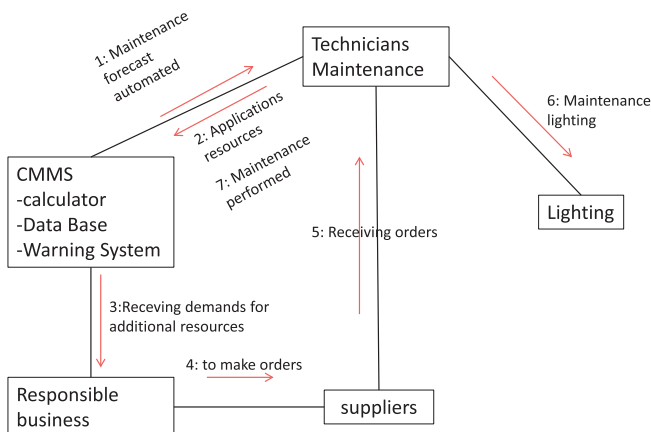 1: Maintenance
forecast
automated
Technicians
Maintenance
2: Applications
resources
7: Maintenance
performed
6: Maintenance
lighting
CMMS
-calculator
-Data Base
-Warning System
Lighting
5: Receiving orders
3:Receving demands for
additional resources
4: to make orders
Responsible
business
suppliers